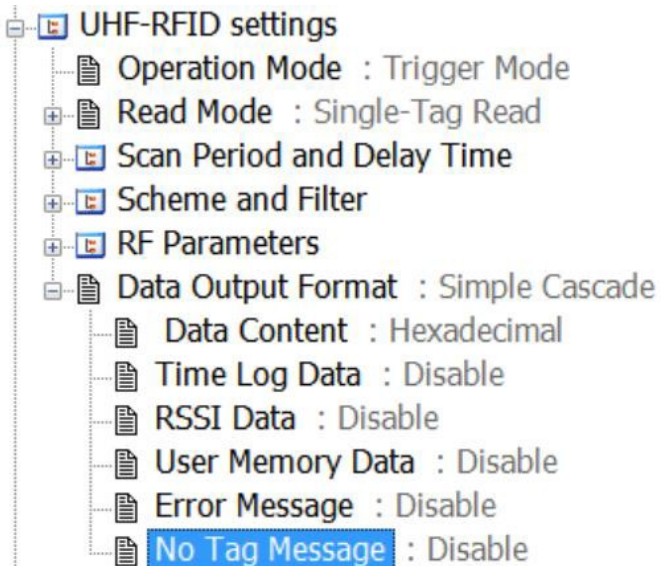 UHF-RFID settings
Operation Mode : Trigger Mode
Read Mode : Single-Tag Read
Scan Period and Delay Time
Scheme and Filter
RF Parameters
Data Output Format : Simple Cascade
Data Content : Hexadecimal
Time Log Data : Disable
RSSI Data : Disable
User Memory Data : Disable
Error Message : Disable
No Tag Message : Disable